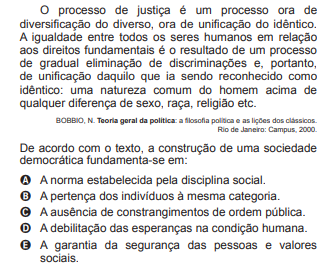 O processo de justiça é um processo ora de
diversificação do diverso, ora de unificação do idêntico.
A igualdade entre todos os seres humanos em relação
aos direitos fundamentais é o resultado de um processo
de gradual eliminação de discriminações e, portanto,
de unificação daquilo que ia sendo reconhecido como
idêntico: uma natureza comum do homem acima de
qualquer diferença de sexo, raça, religião etc.
BOBBIO, N. Teoria geral da política: a filosofia política e as lições dos clássicos.
Rio de Janeiro: Campus, 2000.
De acordo com o texto, a construção de uma sociedade
democrática fundamenta-se em:
A A norma estabelecida pela disciplina social.
B A pertença dos indivíduos à mesma categoria.
C A ausência de constrangimentos de ordem pública.
D A debilitação das esperanças na condição humana.
E A garantia da segurança das pessoas e valores
sociais.